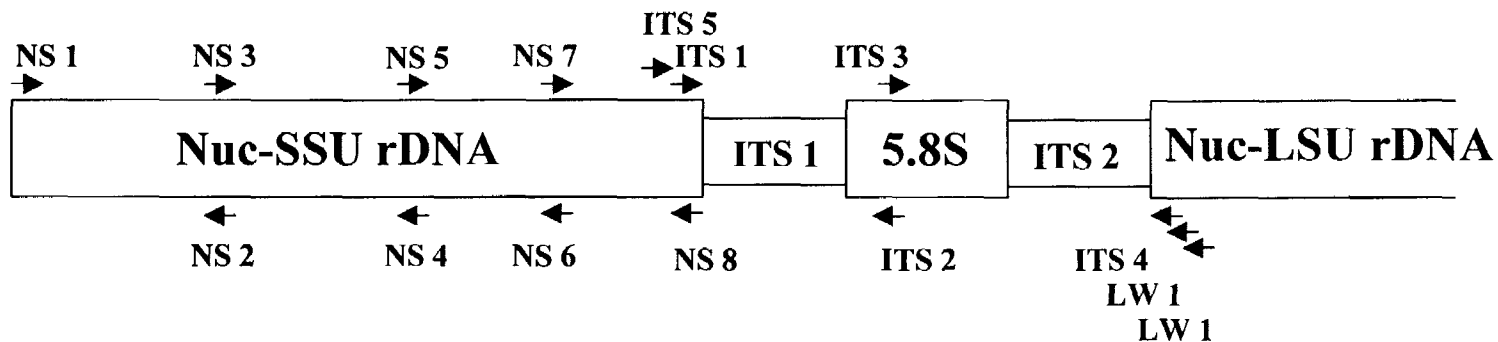 ITS 5
NS 1 NS 3 NS 5 NS 7 ITS 1 ITS 3
Nuc-SSU rDNA ITS 1 5.8S ITS 2 Nuc-LSU rDNA
NS 2 NS 4 NS 6 NS 8 ITS 2 ITS 4
LW 1
LW 1